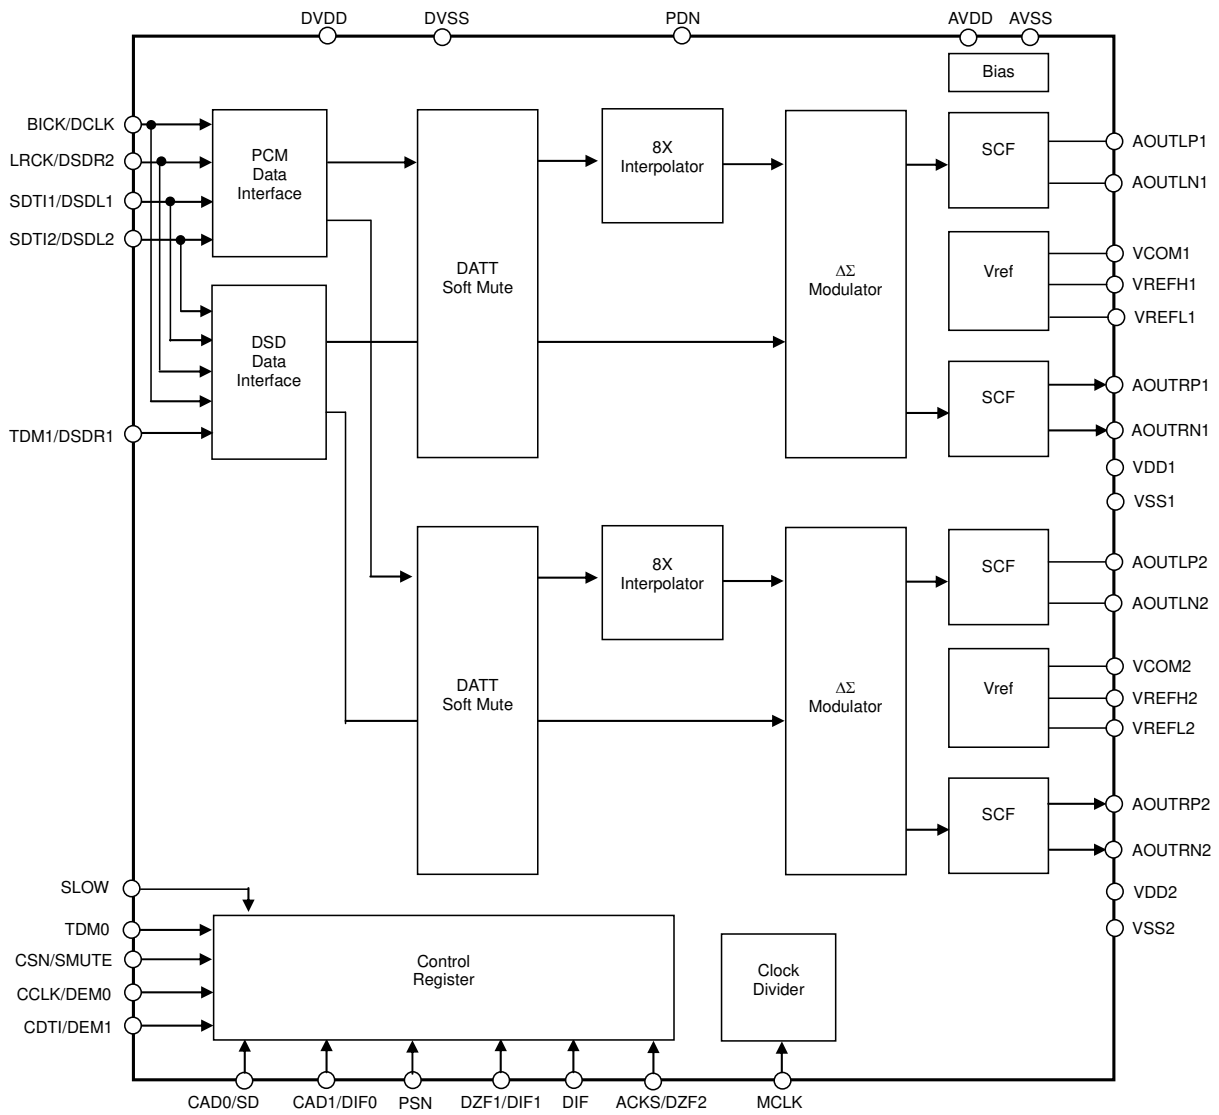 DVDD
DVSS
PDN
AVDD
AVSS
Bias
BICK/DCLK
LRCK/DSDR2
SDTI1/DSDL1
SDTI2/DSDL2
PCM
Data
Interface
DATT
Soft Mute
8X
Interpolator
ΔΣ
Modulator
SCF
AOUTLP1
AOUTLN1
Vref
VCOM1
VREFH1
VREFL1
DSD
Data
Interface
TDM1/DSDR1
SCF
AOUTRP1
AOUTRN1
VDD1
VSS1
DATT
Soft Mute
8X
Interpolator
ΔΣ
Modulator
SCF
AOUTLP2
AOUTLN2
Vref
VCOM2
VREFH2
VREFL2
SCF
AOUTRP2
AOUTRN2
VDD2
VSS2
SLOW
TDM0
CSN/SMUTE
CCLK/DEM0
CDTI/DEM1
Control
Register
Clock
Divider
CAD0/SD
CAD1/DIF0
PSN
DZF1/DIF1
DIF
ACKS/DZF2
MCLK